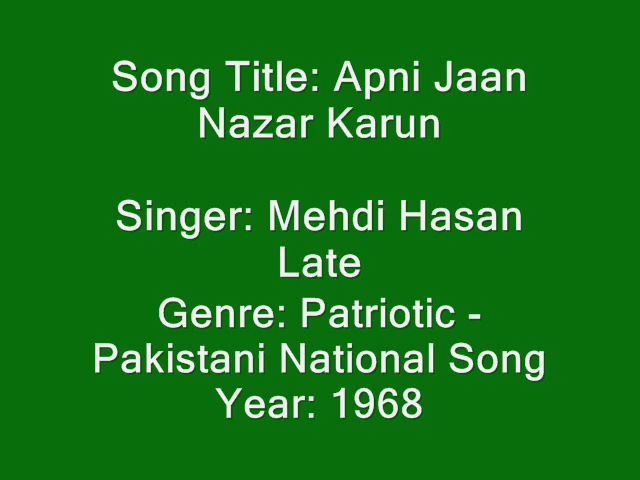 Song Title: Apni Jaan
Nazar Karun
Singer: Mehdi Hasan
Late
Genre: Patriotic -
Pakistani National Song
Year: 1968